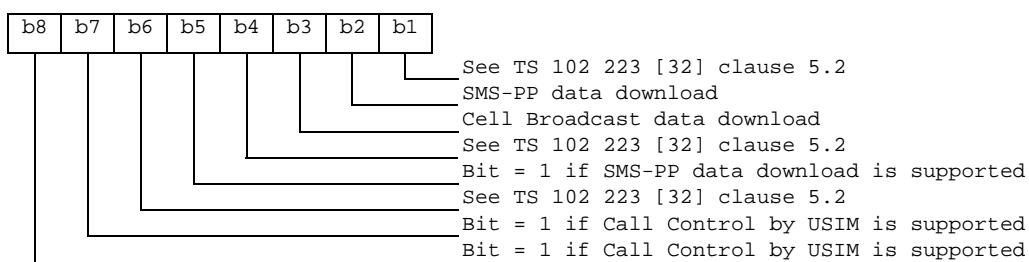 b8 b7 b6 b5 b4 b3 b2 b1
See TS 102 223 [32] clause 5.2
SMS-PP data download
Cell Broadcast data download
See TS 102 223 [32] clause 5.2
Bit = 1 if SMS-PP data download is supported
See TS 102 223 [32] clause 5.2
Bit = 1 if Call Control by USIM is supported
Bit = 1 if Call Control by USIM is supported